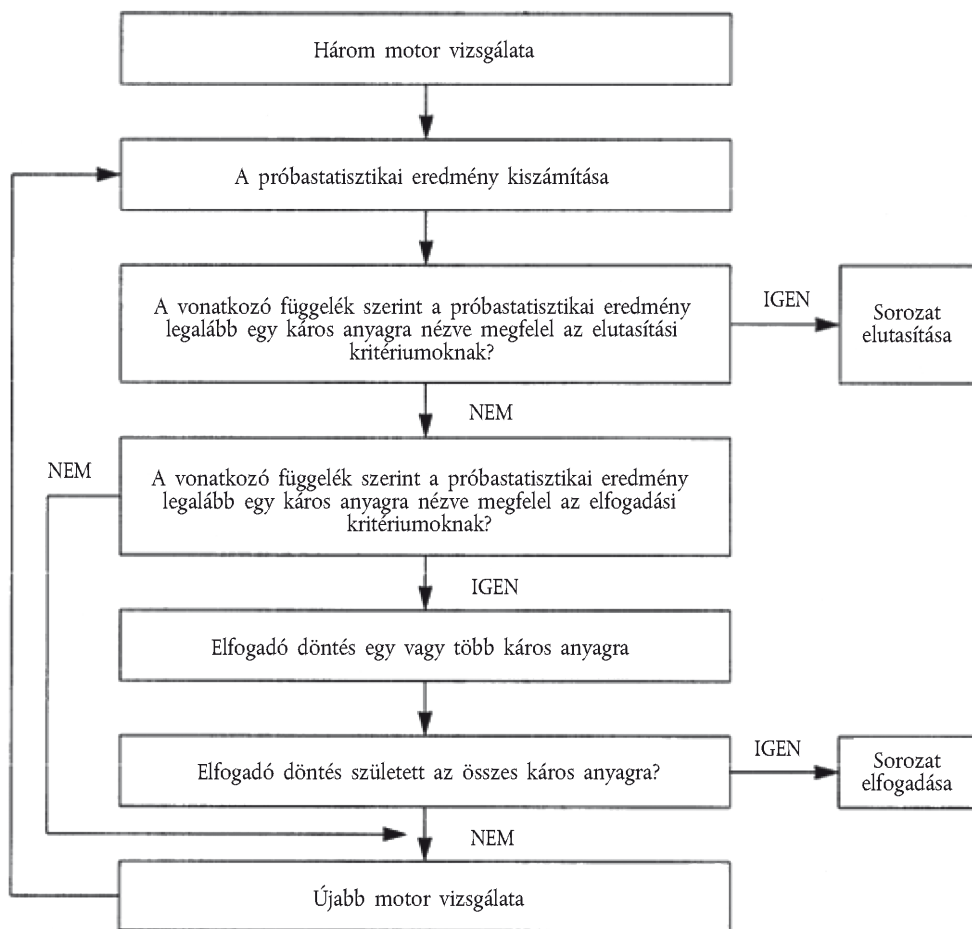 Három motor vizsgálata
A próbastatisztikai eredmény kiszámítása
A vonatkozó függelék szerint a próbastatisztikai eredmény
legalább egy káros anyagra nézve megfelel az elutasítási
kritériumoknak?
IGEN
Sorozat
elutasítása
NEM
NEM
A vonatkozó függelék szerint a próbastatisztikai eredmény
legalább egy káros anyagra nézve megfelel az elfogadási
kritériumoknak?
IGEN
Elfogadó döntés egy vagy több káros anyagra
Elfogadó döntés született az összes káros anyagra?
IGEN
Sorozat
elfogadása
NEM
Újabb motor vizsgálata